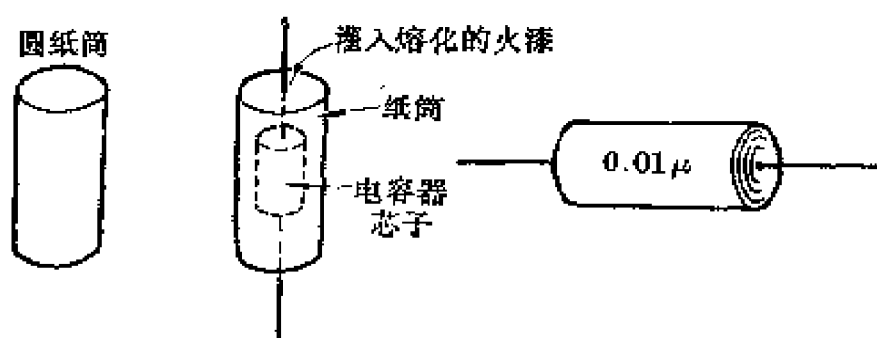 圆纸筒
灌入熔化的火漆
纸筒
电容器
芯子
0.01μ